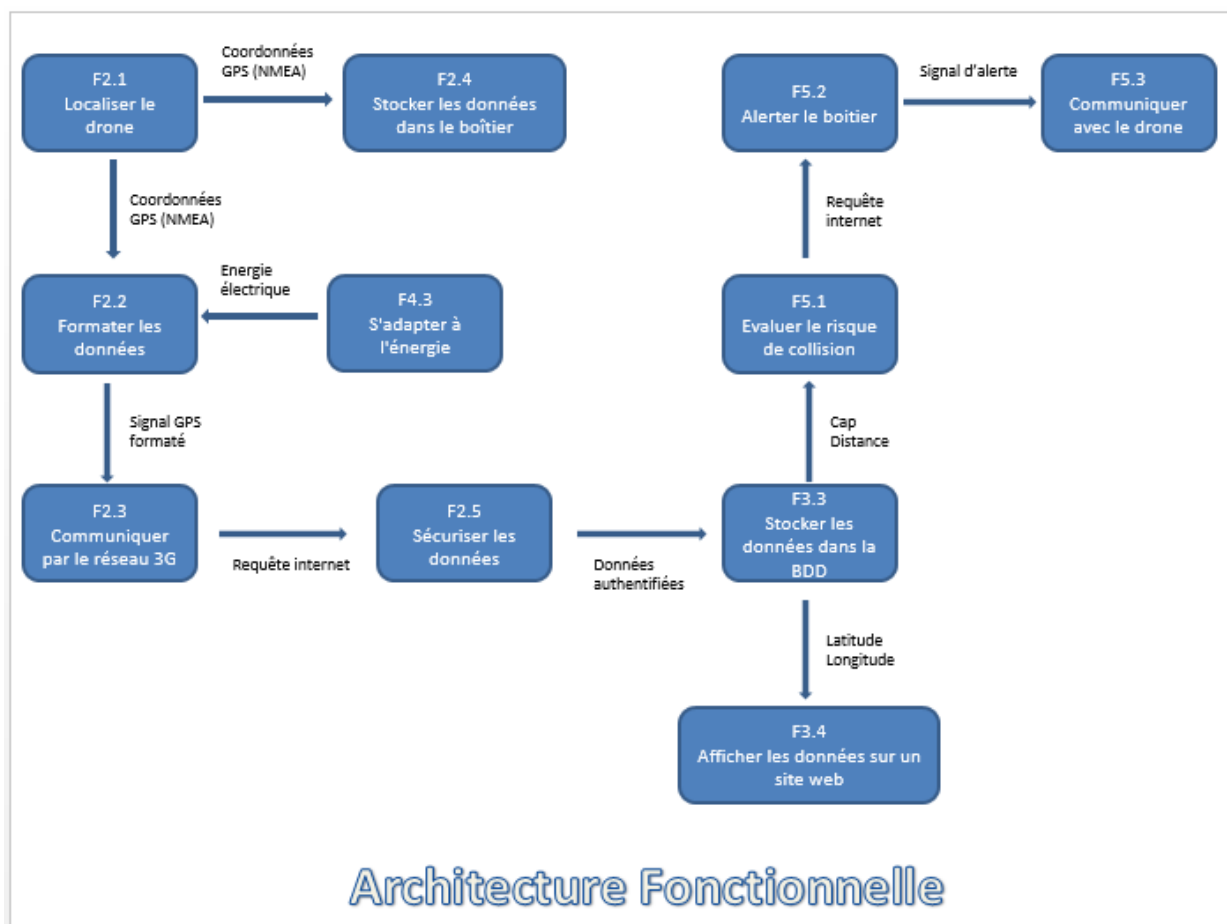 F2.1
Localiser le
drone
Coordonnées
GPS (NMEA)
F2.4
Stocker les données
dans le boîtier
F5.2
Alerter le boitier
Signal d'alerte
F5.3
Communiquer
avec le drone
Coordonnées
GPS (NMEA)
Requête
internet
F2.2
Formater les
données
Energie
électrique
F4.3
S'adapter à
l'énergie
F5.1
Evaluer le risque
de collision
Signal GPS
formaté
Cap
Distance
F2.3
Communiquer
par le réseau 3G
Requête internet
F2.5
Sécuriser les
données
Données
authentifiées
F3.3
Stocker les
données dans la
BDD
Latitude
Longitude
F3.4
Afficher les données sur un
site web
Architecture Fonctionnelle